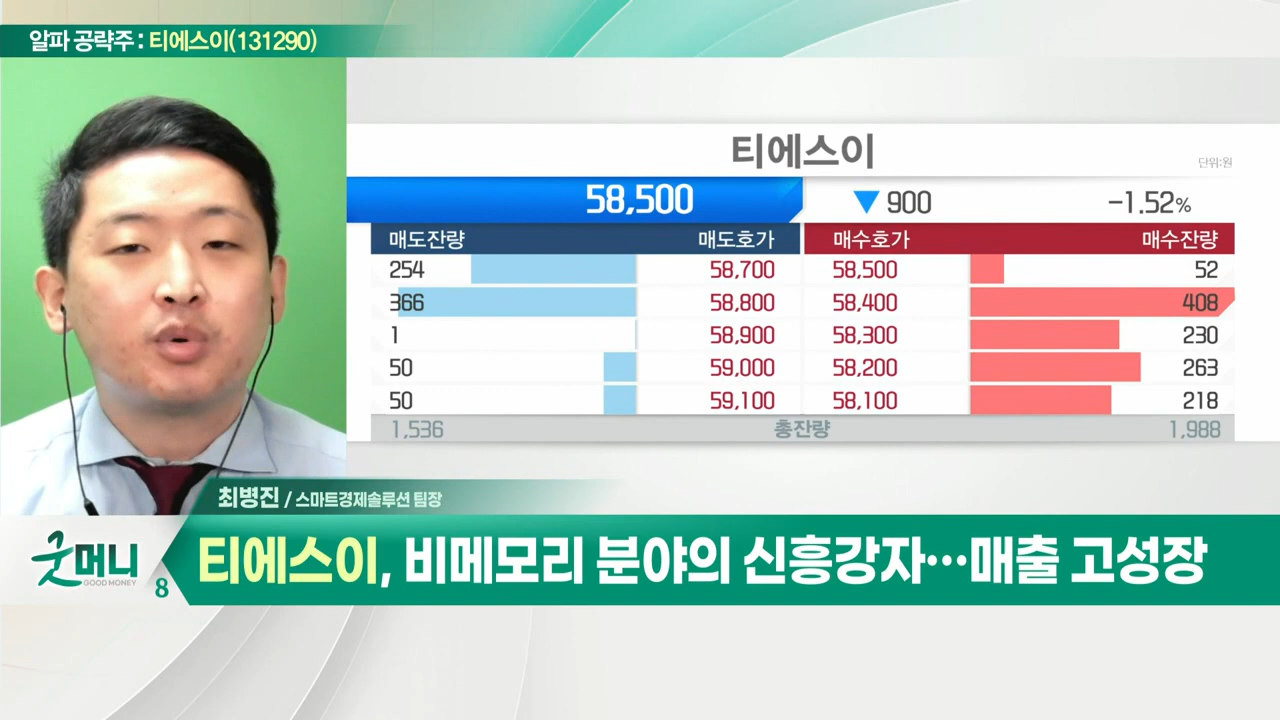 알파 공략주 : 티에스이(131290)
티에스이
단위:원
58,500 ▼ 900 -1.52%
매도잔량 매도호가 매수호가 매수잔량
254 58,700 58,500 52
366 58,800 58,400 408
1 58,900 58,300 230
50 59,000 58,200 263
50 59,100 58,100 218
1,536 총잔량 1,988
최병진 / 스마트경제솔루션 팀장
굿머니
GOOD MONEY
8
티에스이, 비메모리 분야의 신흥강자…매출 고성장